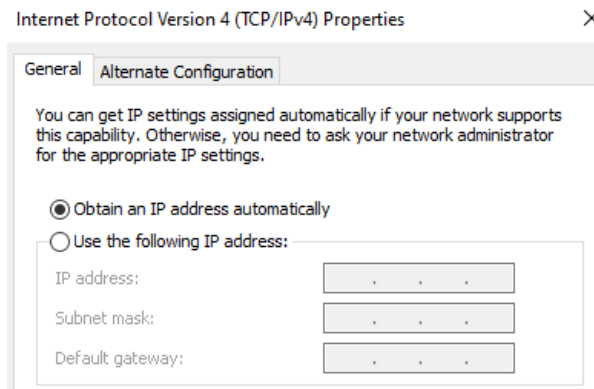 Internet Protocol Version 4 (TCP/IPv4) Properties
General
Alternate Configuration
You can get IP settings assigned automatically if your network supports
this capability. Otherwise, you need to ask your network administrator
for the appropriate IP settings.
Obtain an IP address automatically
Use the following IP address:
IP address:
Subnet mask:
Default gateway: